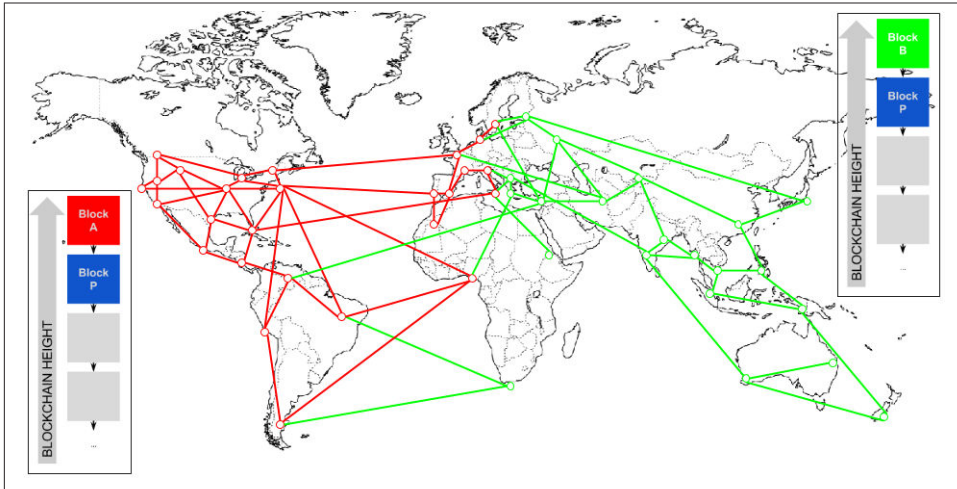 BLOCKCHAIN HEIGHT
Block
A
Block
P
...
BLOCKCHAIN HEIGHT
Block
B
Block
P
...